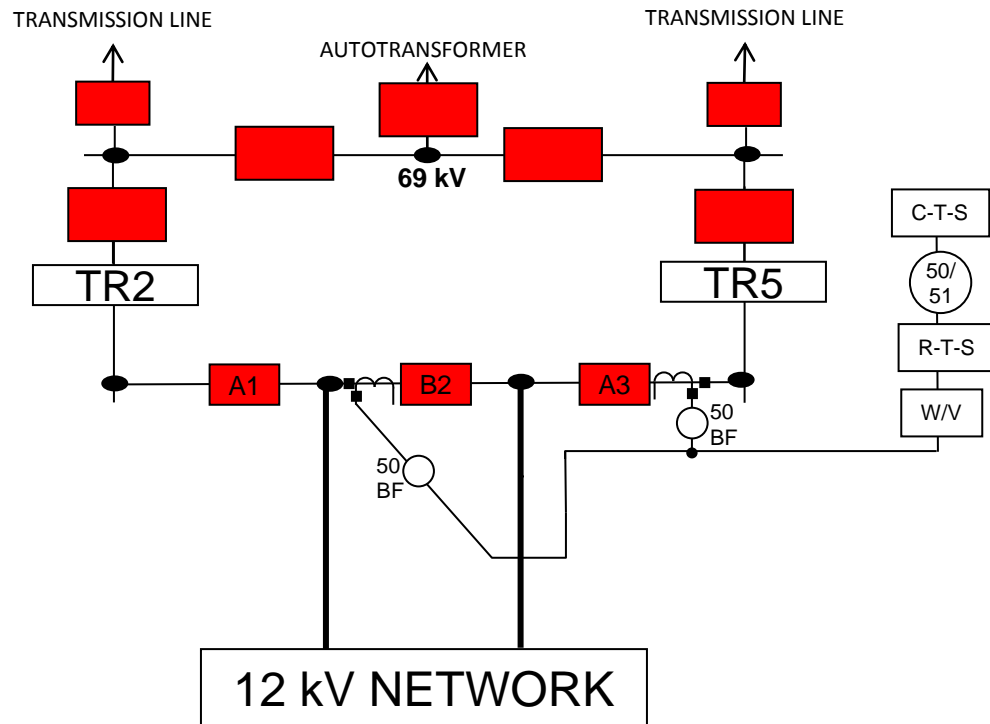 TRANSMISSION LINE
TRANSMISSION LINE
AUTOTRANSFORMER
69 kV
C-T-S
50/
51
TR2
TR5
R-T-S
A1
B2
A3
W/V
50
BF
50
BF
12 kV NETWORK